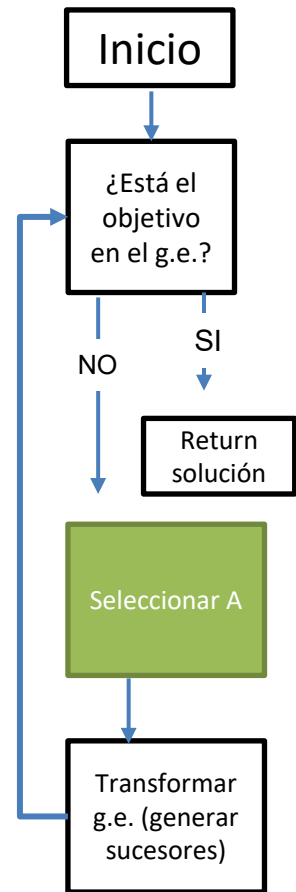 Inicio
¿Está el
objetivo
en el g.e.?
SI
NO
Return
solución
Seleccionar A
Transformar
g.e. (generar
sucesores)